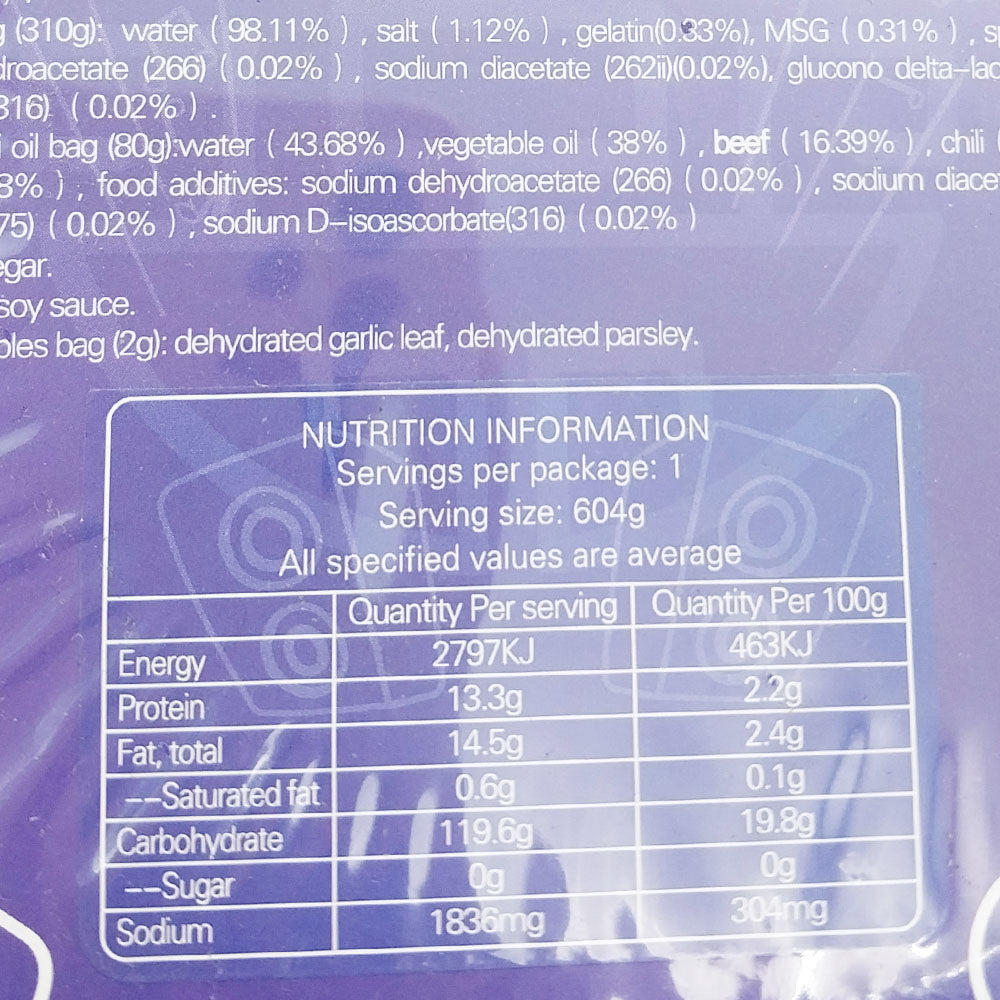 (310g): water ( 98.11% ) , salt ( 1.12% ) , gelatin(0.33%), MSG ( 0.31% ) ,
droacetate (266) ( 0.02% ) , sodium diacetate (262ii)(0.02%), glucono delta-lac
316) ( 0.02% ) .
oil bag (80g):water ( 43.68% ) ,vegetable oil ( 38% ) , beef ( 16.39% ) , chili (
8% ) , food additives: sodium dehydroacetate (266) ( 0.02% ) , sodium diacet
75) ( 0.02% ) , sodium D-isoascorbate(316) ( 0.02% )
egar.
soy sauce.
bles bag (2g): dehydrated garlic leaf, dehydrated parsley.
NUTRITION INFORMATION
Servings per package: 1
Serving size: 604g
All specified values are average
Quantity Per serving Quantity Per 100g
Energy 2797KJ 463KJ
Protein 13.3g 2.2g
Fat, total 14.5g 2.4g
--Saturated fat 0.6g 0.1g
Carbohydrate 119.6g 19.8g
--Sugar 0g 0g
Sodium 1836mg 304mg